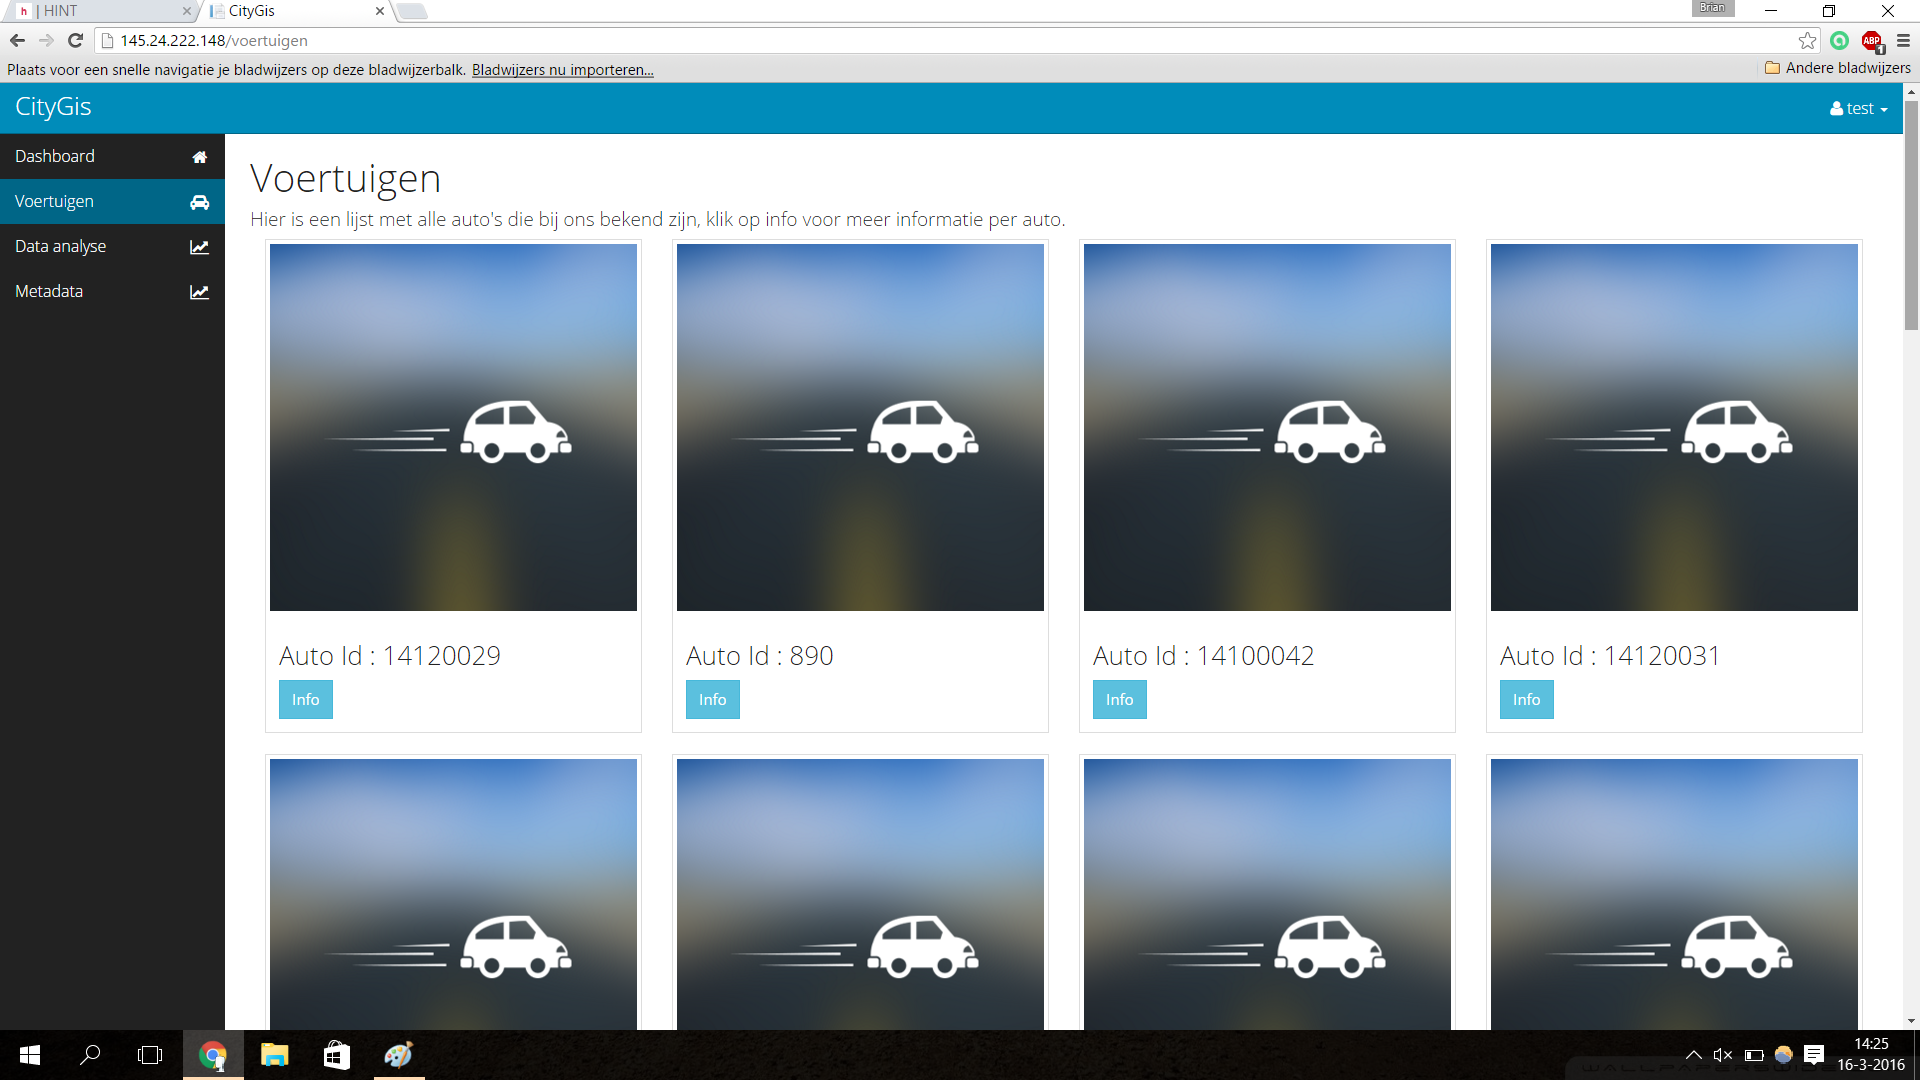 | HINT
CityGis
Brian
145.24.222.148/voertuigen
ABP
1
Plaats voor een snelle navigatie je bladwijzers op deze bladwijzerbalk. Bladwijzers nu importeren...
Andere bladwijzers
CityGis
test
Dashboard
Voertuigen
Data analyse
Metadata
Voertuigen
Hier is een lijst met alle auto's die bij ons bekend zijn, klik op info voor meer informatie per auto.
Auto Id : 14120029
Info
Auto Id : 890
Info
Auto Id : 14100042
Info
Auto Id : 14120031
Info
14:25
16-3-2016